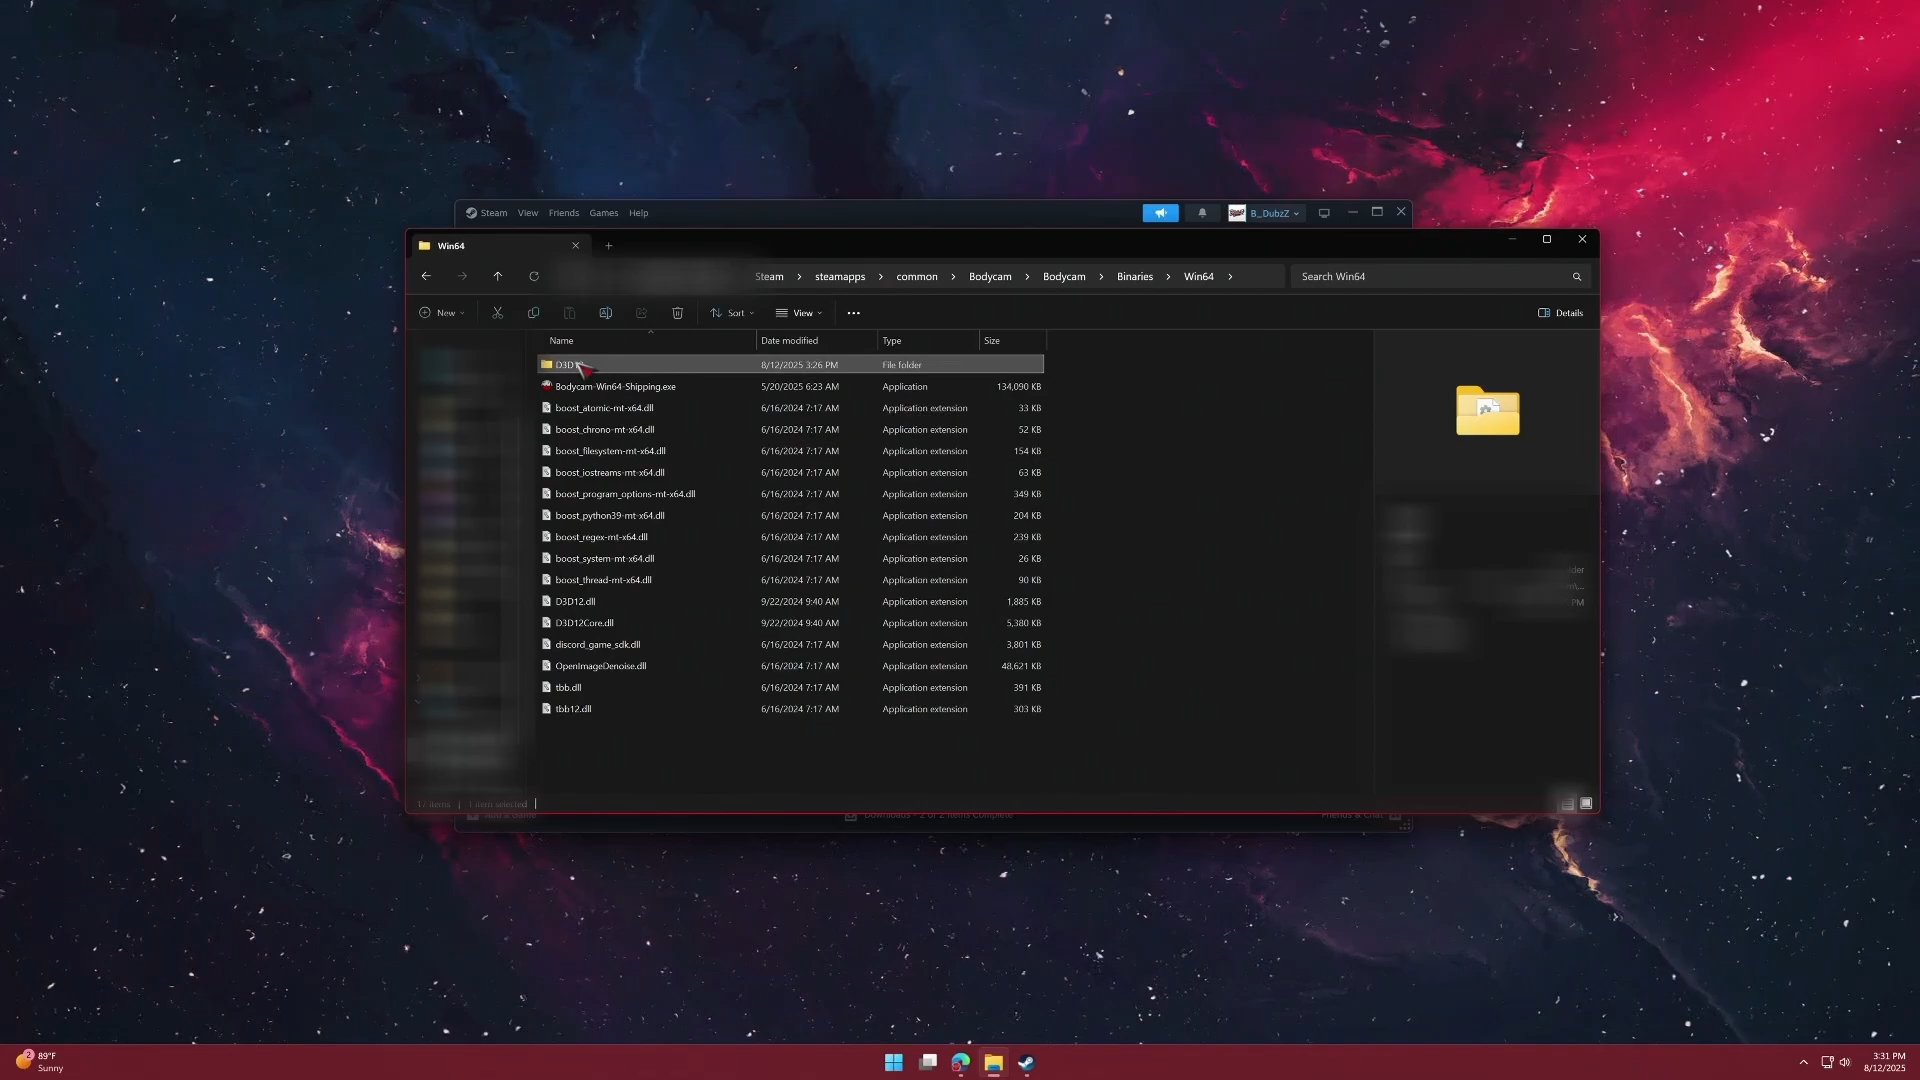 Steam View Friends Games Help
B_DubzZ
Win64
Steam > steamapps > common > Bodycam > Bodycam > Binaries > Win64 >
Search Win64
New
Sort
View
Details
Name Date modified Type Size
8/12/2025 3:26 PM File folder
Bodycam-Win64-Shipping.exe 5/20/2025 6:23 AM Application 134,090 KB
boost_atomic-mt-x64.dll 6/16/2024 7:17 AM Application extension 33 KB
boost_chrono-mt-x64.dll 6/16/2024 7:17 AM Application extension 52 KB
boost_filesystem-mt-x64.dll 6/16/2024 7:17 AM Application extension 154 KB
boost_iostreams-mt-x64.dll 6/16/2024 7:17 AM Application extension 63 KB
boost_program_options-mt-x64.dll 6/16/2024 7:17 AM Application extension 349 KB
boost_python39-mt-x64.dll 6/16/2024 7:17 AM Application extension 204 KB
boost_regex-mt-x64.dll 6/16/2024 7:17 AM Application extension 239 KB
boost_system-mt-x64.dll 6/16/2024 7:17 AM Application extension 26 KB
boost_thread-mt-x64.dll 6/16/2024 7:17 AM Application extension 90 KB
D3D12.dll 9/22/2024 9:40 AM Application extension 1,885 KB
D3D12Core.dll 9/22/2024 9:40 AM Application extension 5,380 KB
discord_game_sdk.dll 6/16/2024 7:17 AM Application extension 3,801 KB
OpenImageDenoise.dll 6/16/2024 7:17 AM Application extension 48,621 KB
tbb.dll 6/16/2024 7:17 AM Application extension 391 KB
tbb12.dll 6/16/2024 7:17 AM Application extension 303 KB
PM
17 items | 1 item selected |
2
89°F
Sunny
3:31 PM
8/12/2025